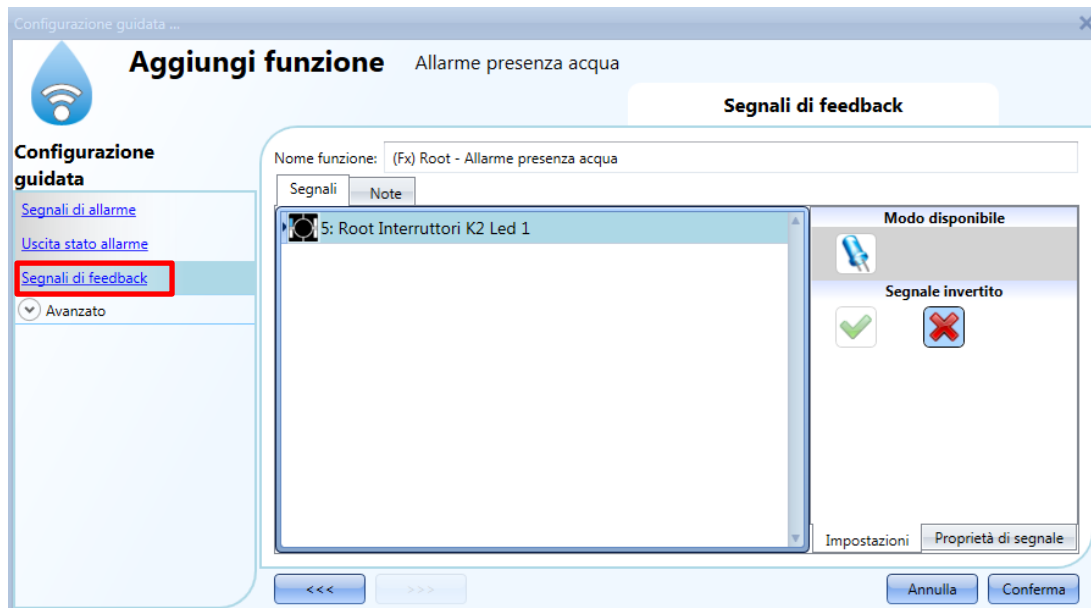 Configurazione guidata ...
Aggiungi funzione Allarme presenza acqua
Segnali di feedback
Configurazione
guidata
Segnali di allarme
Uscita stato allarme
Segnali di feedback
Avanzato
Nome funzione: (Fx) Root - Allarme presenza acqua
Segnali Note
5: Root Interruttori K2 Led 1
Modo disponibile
Segnale invertito
Impostazioni Proprietà di segnale
<<< >>> Annulla Conferma